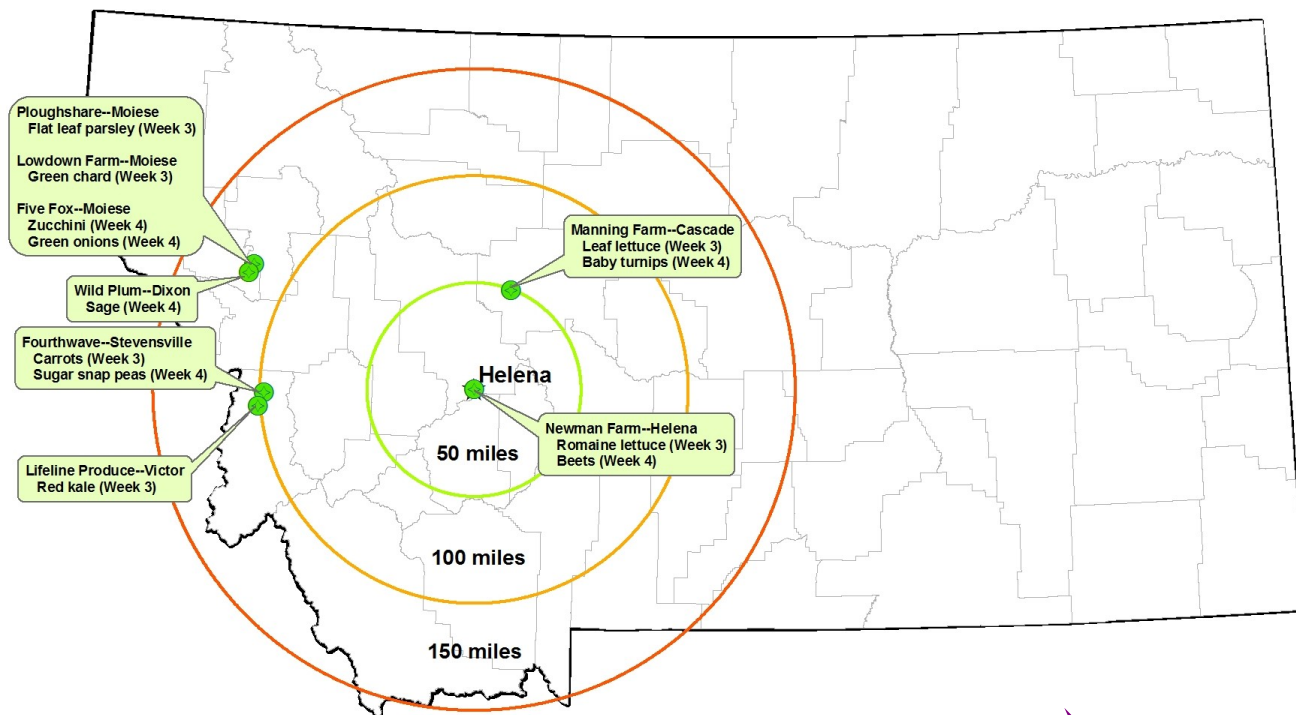 Ploughshare--Moiese
Flat leaf parsley (Week 3)
Lowdown Farm--Moiese
Green chard (Week 3)
Five Fox--Moiese
Zucchini (Week 4)
Green onions (Week 4)
Wild Plum--Dixon
Sage (Week 4)
Fourthwave--Stevensville
Carrots (Week 3)
Sugar snap peas (Week 4)
Lifeline Produce--Victor
Red kale (Week 3)
Manning Farm--Cascade
Leaf lettuce (Week 3)
Baby turnips (Week 4)
Helena
Newman Farm--Helena
Romaine lettuce (Week 3)
Beets (Week 4)
50 miles
100 miles
150 miles